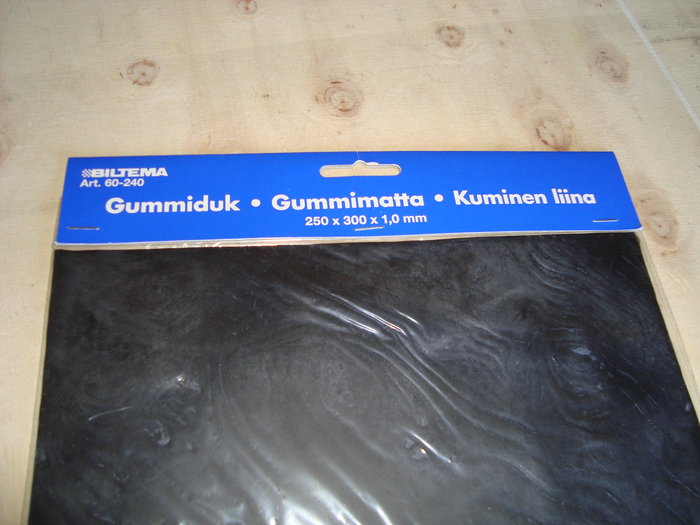 BILTEMA
Art. 60-240
Gummiduk • Gummimatta • Kuminen liina
250 x 300 x 1,0 mm